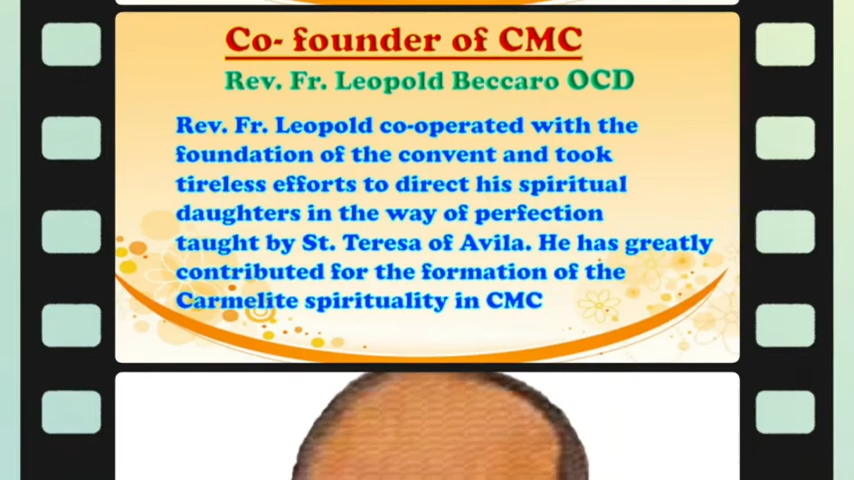 Co- founder of CMC
Rev. Fr. Leopold Beccaro OCD
Rev. Fr. Leopold co-operated with the
foundation of the convent and took
tireless efforts to direct his spiritual
daughters in the way of perfection
taught by St. Teresa of Avila. He has greatly
contributed for the formation of the
Carmelite spirituality in CMC